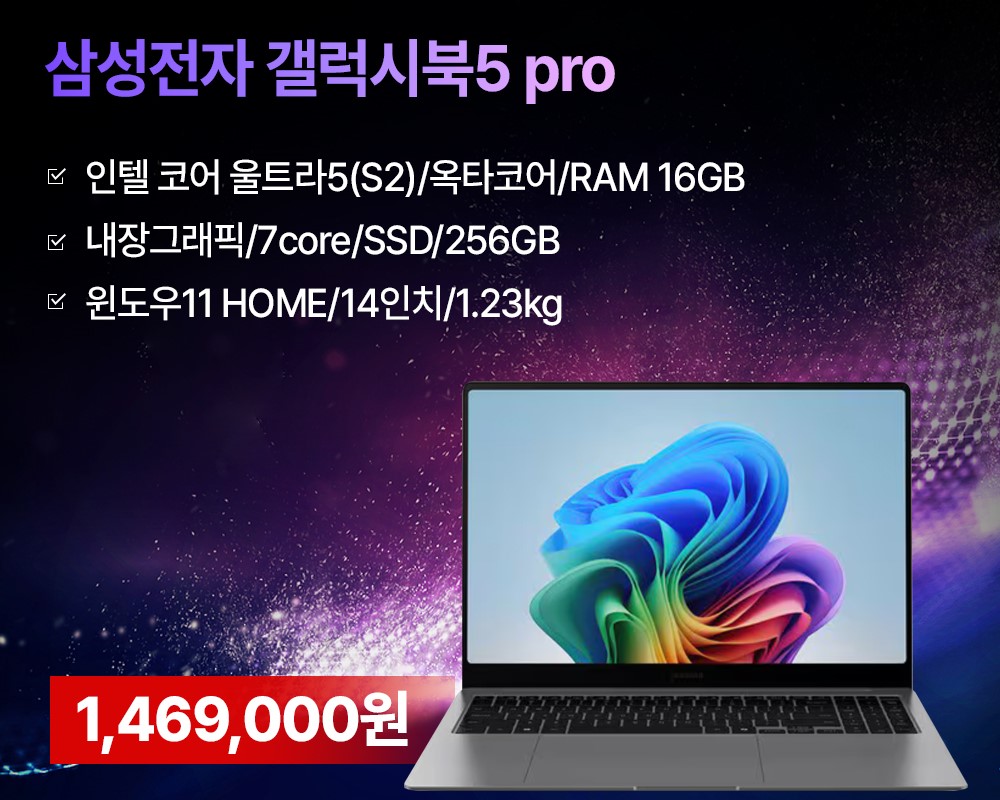 삼성전자 갤럭시북5 pro
인텔 코어 울트라5(S2)/옥타코어/RAM 16GB
내장그래픽/7core/SSD/256GB
윈도우11 HOME/14인치/1.23kg
1,469,000원